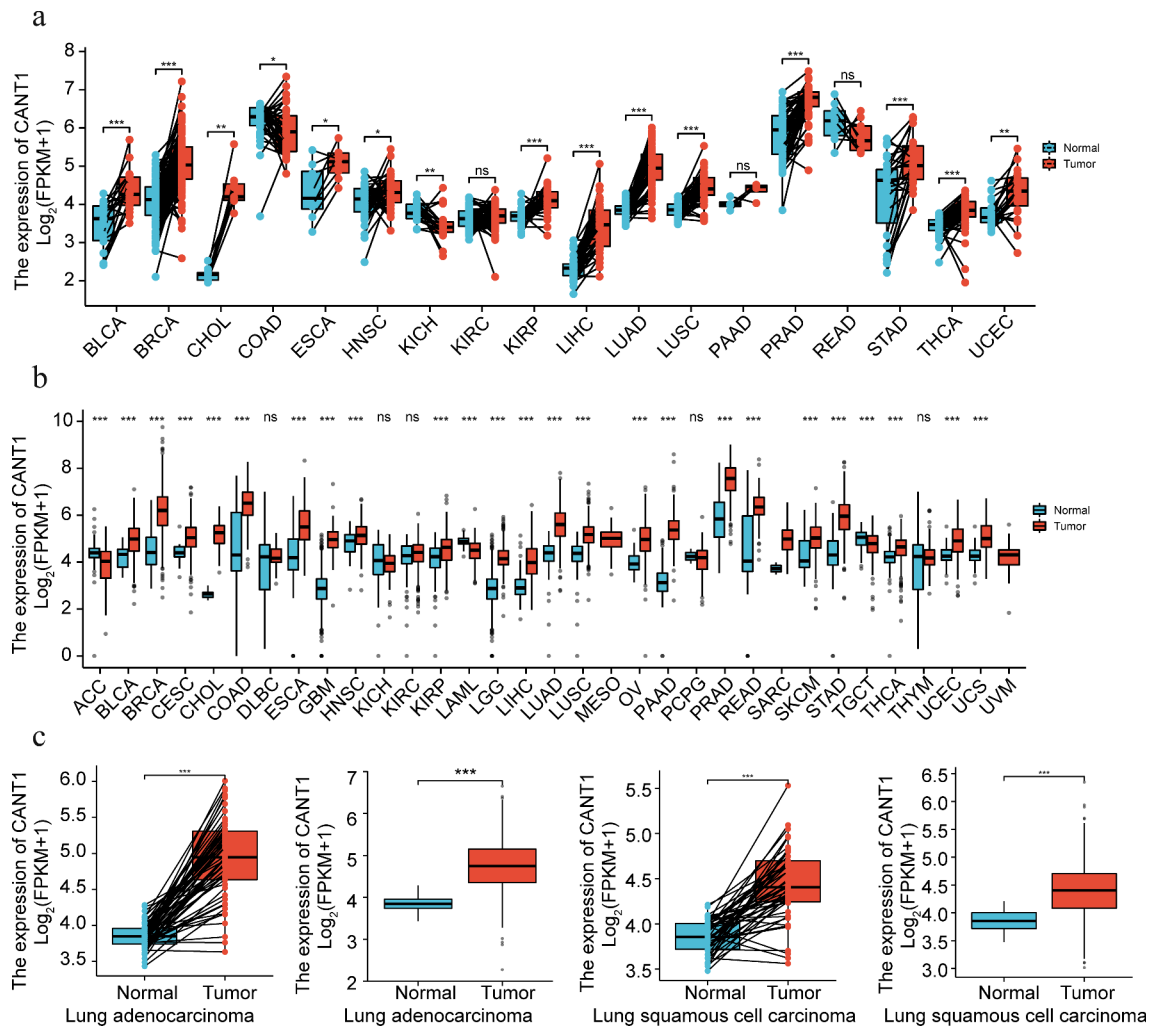 a
The expression of CANT1
Log2(FPKM+1)
8
7
6
5
4
3
2
*** *** ** * * * ** ns *** *** *** *** ns *** ns *** *** **
Normal
Tumor
BLCA BRCA CHOL COAD ESCA HNSC KICH KIRC KIRP LIHC LUAD LUSC PAAD PRAD READ STAD THCA UCEC
b
The expression of CANT1
Log2(FPKM+1)
10
8
6
4
2
0
*** *** *** *** *** *** ns *** *** *** ns ns *** *** *** *** *** *** *** *** ns *** *** *** *** *** *** ns *** ***
Normal
Tumor
ACC BLCA BRCA CESC CHOL COAD DLBC ESCA GBM HNSC KICH KIRC KIRP LAML LGG LIHC LUAD LUSC MESO OV PAAD PCPG PRAD READ SARC SKCM STAD TGCT THCA THYM UCEC UCS UVM
c
The expression of CANT1
Log2(FPKM+1)
6.0
5.5
5.0
4.5
4.0
3.5
***
Normal Tumor
Lung adenocarcinoma
The expression of CANT1
Log2(FPKM+1)
7
6
5
4
3
2
***
Normal Tumor
Lung adenocarcinoma
The expression of CANT1
Log2(FPKM+1)
5.5
5.0
4.5
4.0
3.5
***
Normal Tumor
Lung squamous cell carcinoma
The expression of CANT1
Log2(FPKM+1)
6.5
6.0
5.5
5.0
4.5
4.0
3.5
3.0
***
Normal Tumor
Lung squamous cell carcinoma